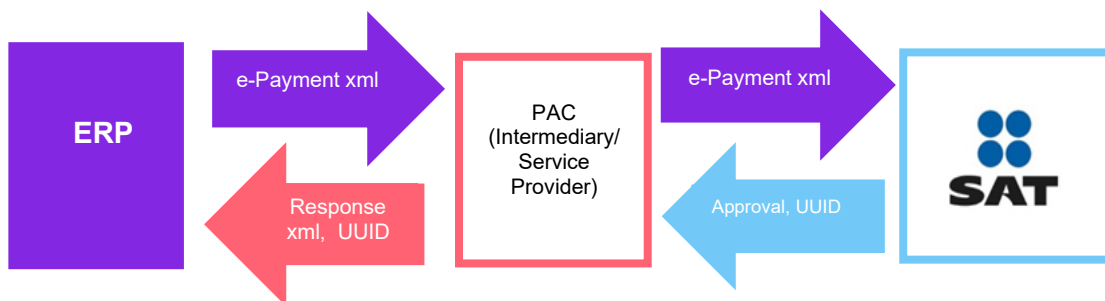 ERP
e-Payment xml
Response
xml, UUID
PAC
(Intermediary/
Service
Provider)
e-Payment xml
Approval, UUID
SAT